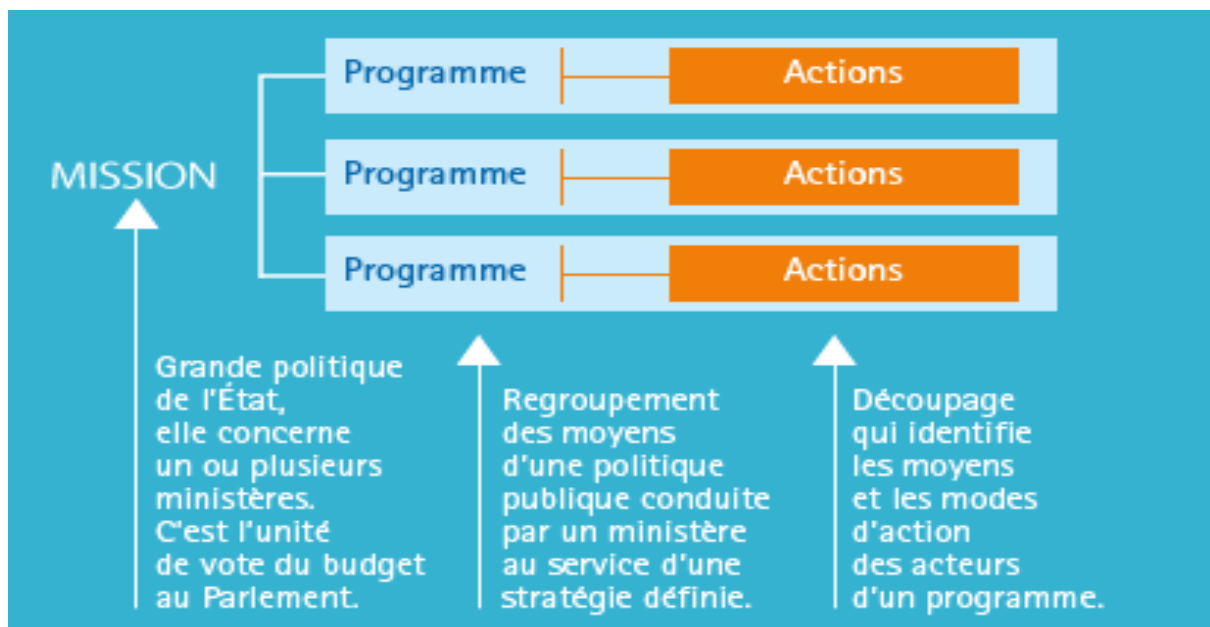 Programme
Actions
MISSION
Programme
Actions
Programme
Actions
Grande politique
de l'État,
elle concerne
un ou plusieurs
ministères.
C'est l'unité
de vote du budget
au Parlement.
Regroupement
des moyens
d'une politique
publique conduite
par un ministère
au service d'une
stratégie définie.
Découpage
qui identifie
les moyens
et les modes
d'action
des acteurs
d'un programme.